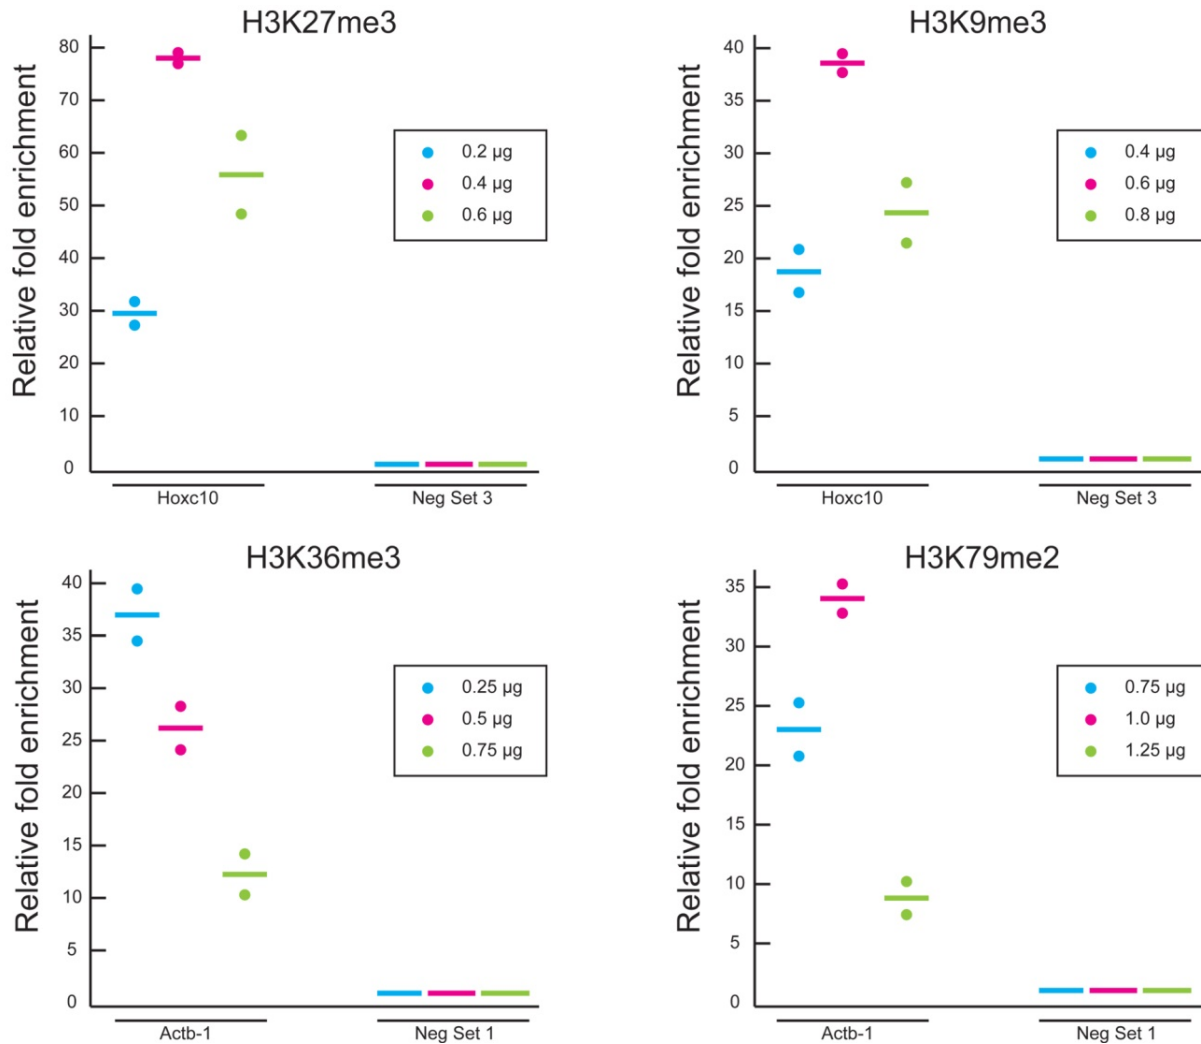 H3K27me3
Relative fold enrichment
80
70
60
50
40
30
20
10
0
0.2 µg
0.4 µg
0.6 µg
Hoxc10
Neg Set 3
H3K9me3
Relative fold enrichment
40
35
30
25
20
15
10
5
0
0.4 µg
0.6 µg
0.8 µg
Hoxc10
Neg Set 3
H3K36me3
Relative fold enrichment
40
35
30
25
20
15
10
5
0
0.25 µg
0.5 µg
0.75 µg
Actb-1
Neg Set 1
H3K79me2
Relative fold enrichment
35
30
25
20
15
10
5
0
0.75 µg
1.0 µg
1.25 µg
Actb-1
Neg Set 1